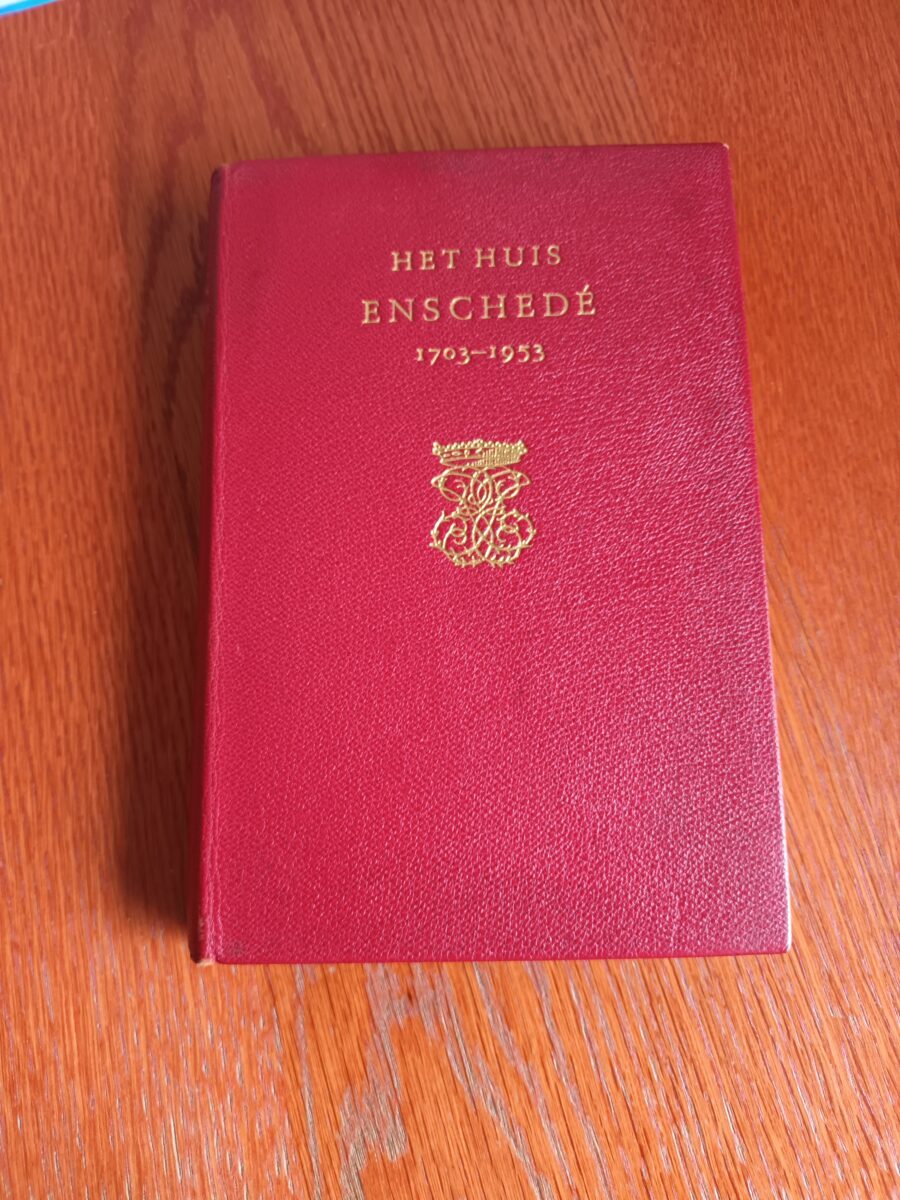 HET HUIS
ENSCHEDÉ
1703–1953